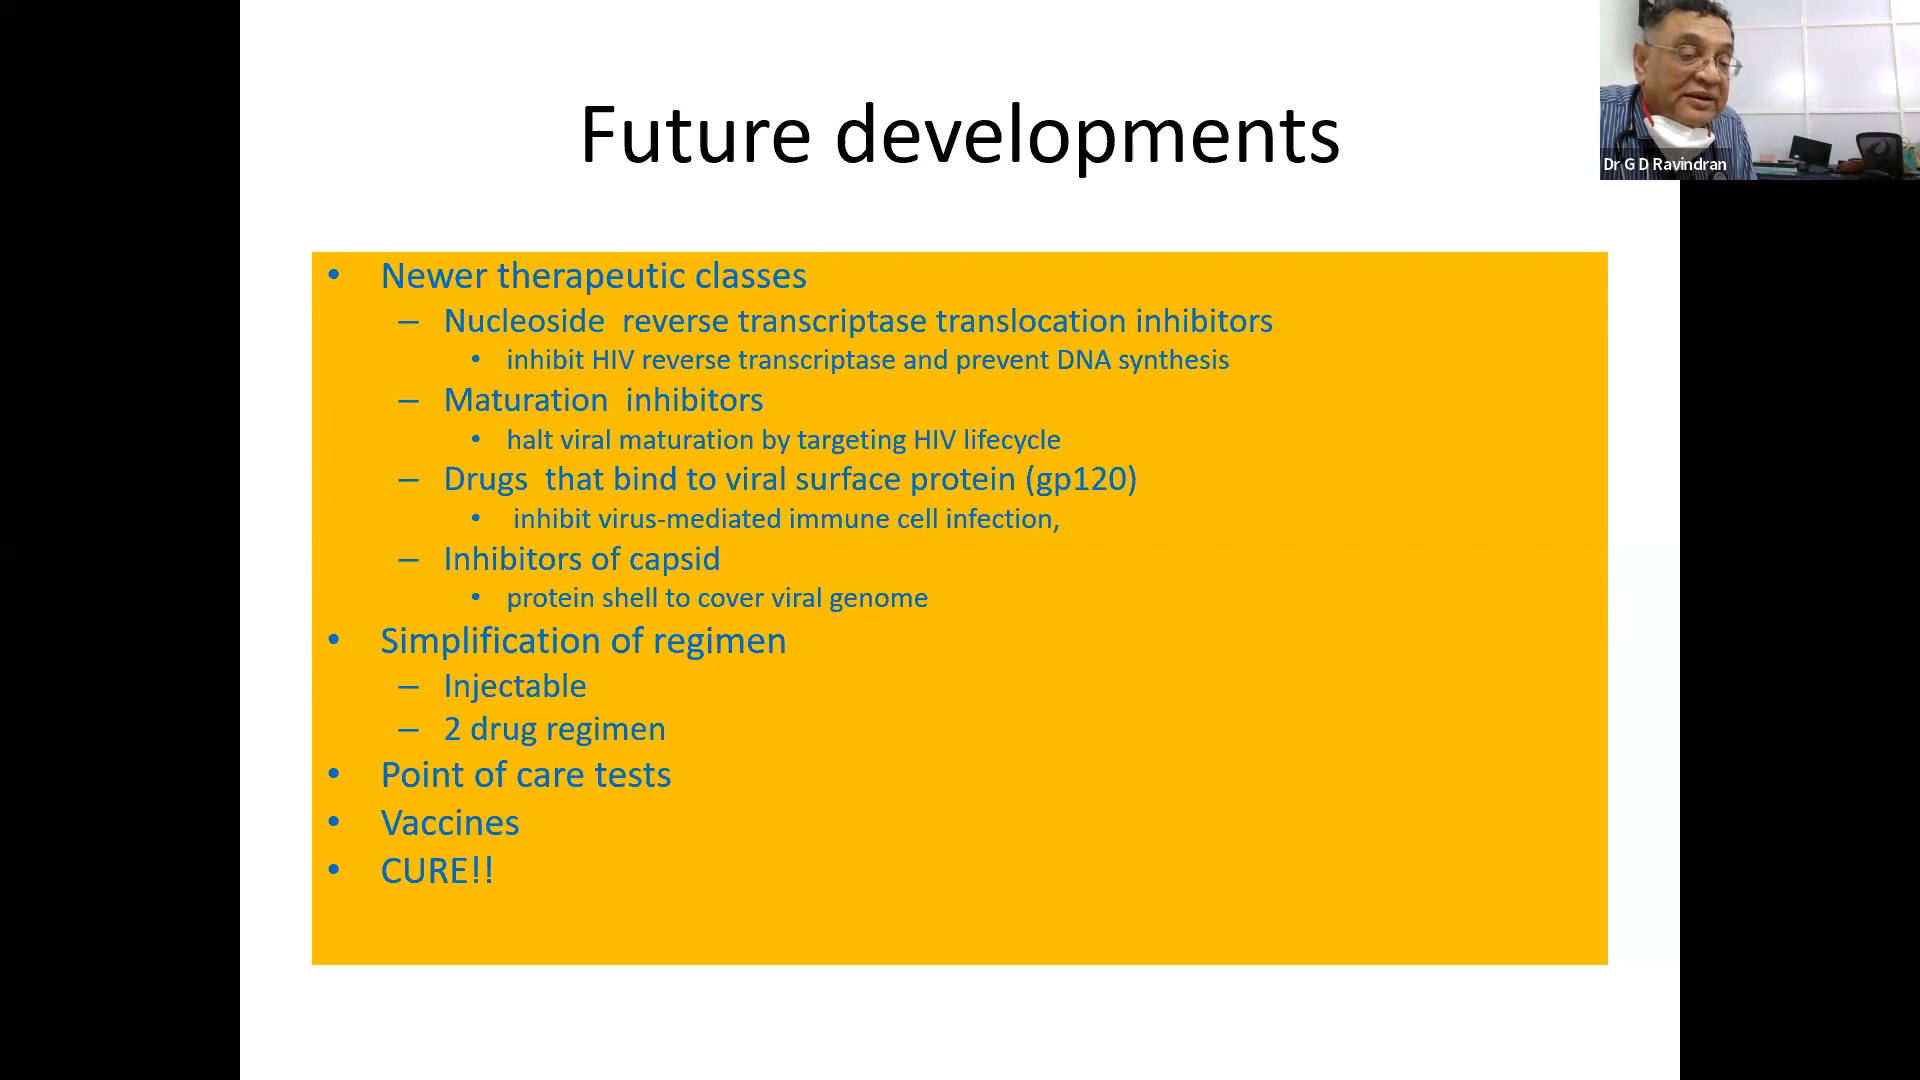 Future developments
Dr G D Ravindran
• Newer therapeutic classes
– Nucleoside reverse transcriptase translocation inhibitors
• inhibit HIV reverse transcriptase and prevent DNA synthesis
– Maturation inhibitors
• halt viral maturation by targeting HIV lifecycle
– Drugs that bind to viral surface protein (gp120)
• inhibit virus-mediated immune cell infection,
– Inhibitors of capsid
• protein shell to cover viral genome
• Simplification of regimen
– Injectable
– 2 drug regimen
• Point of care tests
• Vaccines
• CURE!!